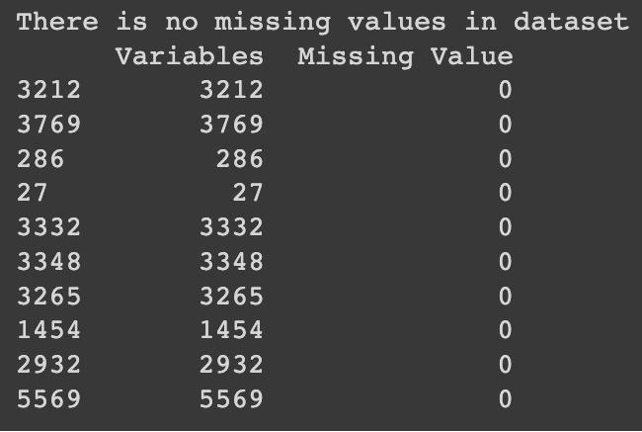 There is no missing values in dataset
Variables Missing Value
3212 3212 0
3769 3769 0
286 286 0
27 27 0
3332 3332 0
3348 3348 0
3265 3265 0
1454 1454 0
2932 2932 0
5569 5569 0